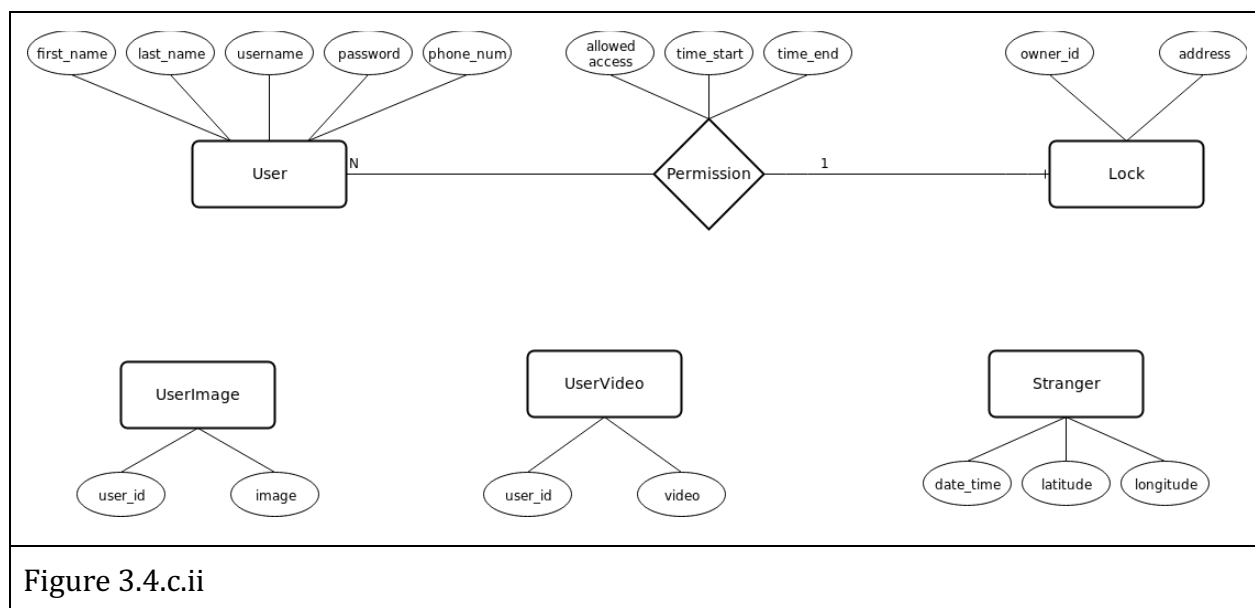 first_name
last_name
username
password
phone_num
allowed
access
time_start
time_end
owner_id
address
User
N
Permission
1
Lock
UserImage
UserVideo
Stranger
user_id
image
user_id
video
date_time
latitude
longitude
Figure 3.4.c.ii